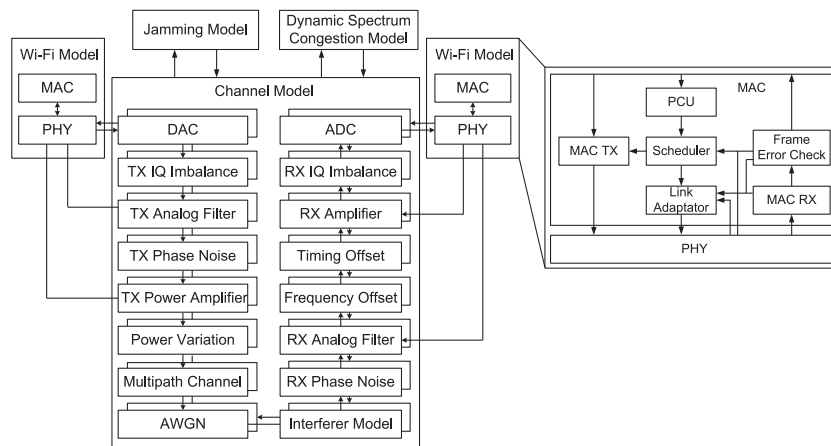 Jamming Model
Dynamic Spectrum
Congestion Model
Wi-Fi Model
MAC
PHY
Channel Model
DAC
TX IQ Imbalance
TX Analog Filter
TX Phase Noise
TX Power Amplifier
Power Variation
Multipath Channel
AWGN
ADC
RX IQ Imbalance
RX Amplifier
Timing Offset
Frequency Offset
RX Analog Filter
RX Phase Noise
Interferer Model
Wi-Fi Model
MAC
PHY
MAC
PCU
MAC TX
Scheduler
Frame
Error Check
Link
Adaptator
MAC RX
PHY